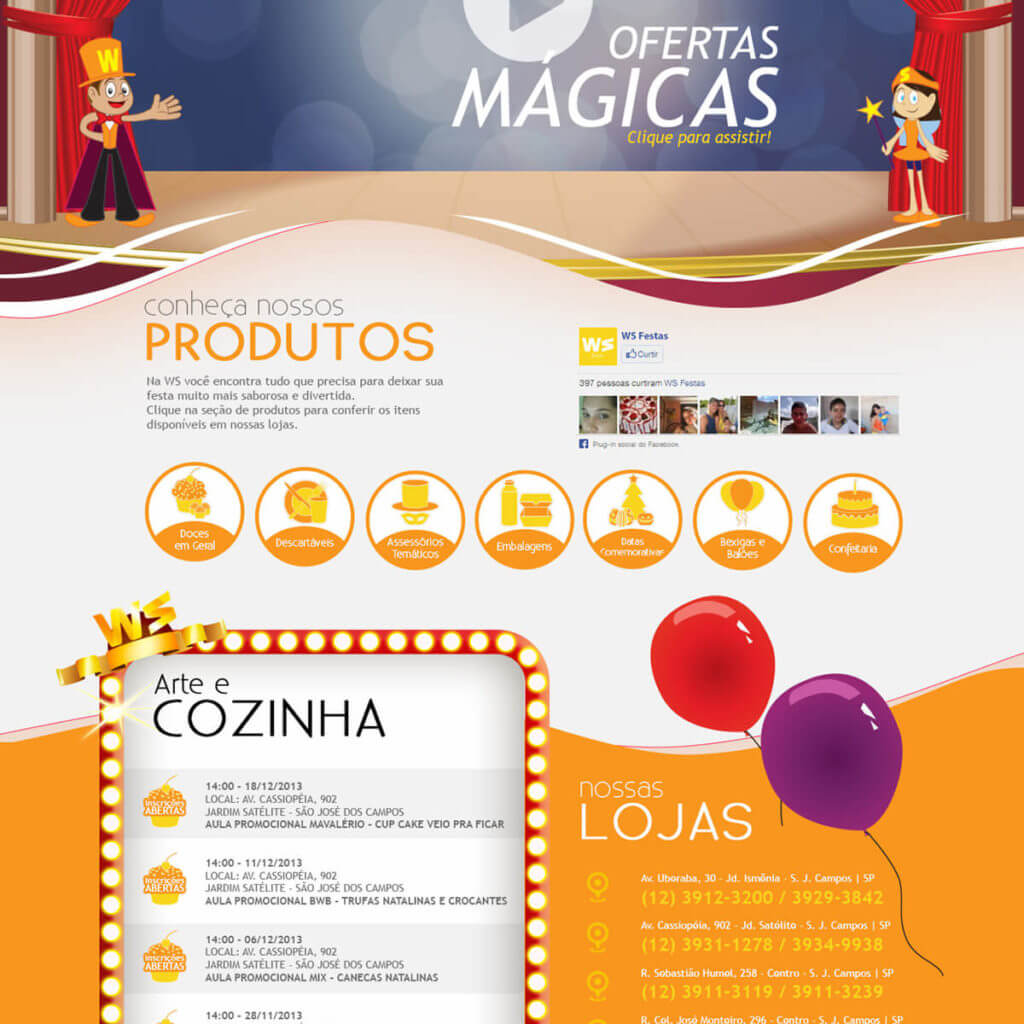 W
S
OFERTAS
MÁGICAS
Clique para assistir!
conheça nossos
PRODUTOS
Na WS você encontra tudo que precisa para deixar sua
festa muito mais saborosa e divertida.
Clique na seção de produtos para conferir os itens
disponíveis em nossas lojas.
WS
WS Festas
Curtir
397 pessoas curtiram WS Festas
Plug-in social do Facebook.
Doces
em Geral
Descartáveis
Assessórios
Temáticos
Embalagens
Datas
Comemorativas
Bexigas e
Balões
Confeitaria
WS
Arte e
COZINHA
inscrições
ABERTAS
14:00 - 18/12/2013
LOCAL: AV. CASSIOPÉIA, 902
JARDIM SATÉLITE - SÃO JOSÉ DOS CAMPOS
AULA PROMOCIONAL MAVALÉRIO - CUP CAKE VEIO PRA FICAR
inscrições
ABERTAS
14:00 - 11/12/2013
LOCAL: AV. CASSIOPÉIA, 902
JARDIM SATÉLITE - SÃO JOSÉ DOS CAMPOS
AULA PROMOCIONAL BWB - TRUFAS NATALINAS E CROCANTES
inscrições
ABERTAS
14:00 - 06/12/2013
LOCAL: AV. CASSIOPÉIA, 902
JARDIM SATÉLITE - SÃO JOSÉ DOS CAMPOS
AULA PROMOCIONAL MIX - CANECAS NATALINAS
14:00 - 28/11/2013
nossas
LOJAS
Av. Uberaba, 30 - Jd. Ismênia - S. J. Campos | SP
(12) 3912-3200 / 3929-3842
Av. Cassiopéia, 902 - Jd. Satélite - S. J. Campos | SP
(12) 3931-1278 / 3934-9938
R. Sebastião Humel, 258 - Centro - S. J. Campos | SP
(12) 3911-3119 / 3911-3239
R. Cel. José Monteiro, 296 - Centro - S. J. Campos | SP